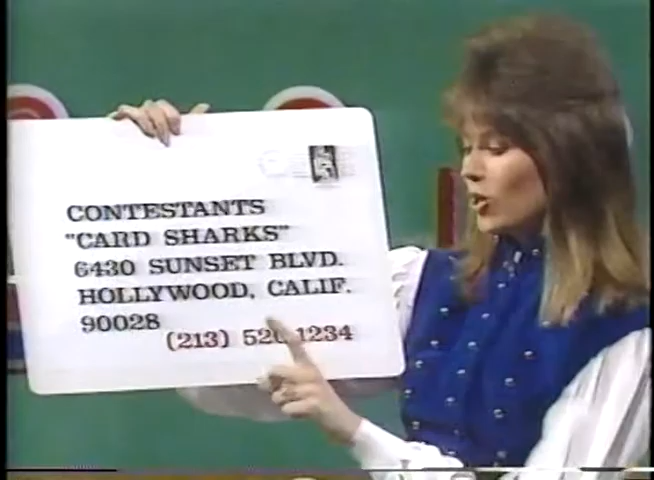 CONTESTANTS
"CARD SHARKS"
6430 SUNSET BLVD.
HOLLYWOOD, CALIF.
90028
(213) 520-1234